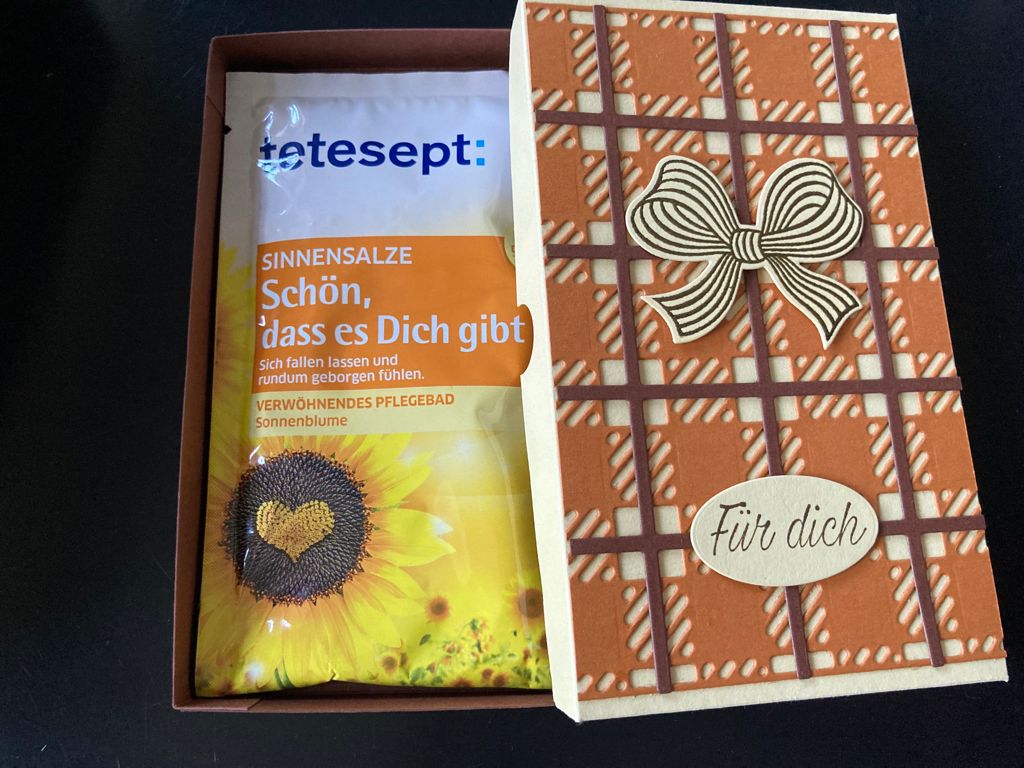 tetesept:
SINNENSALZE
Schön,
dass es Dich gibt
Sich fallen lassen und
rundum geborgen fühlen.
VERWÖHNENDES PFLEGEBAD
Sonnenblume
Für dich